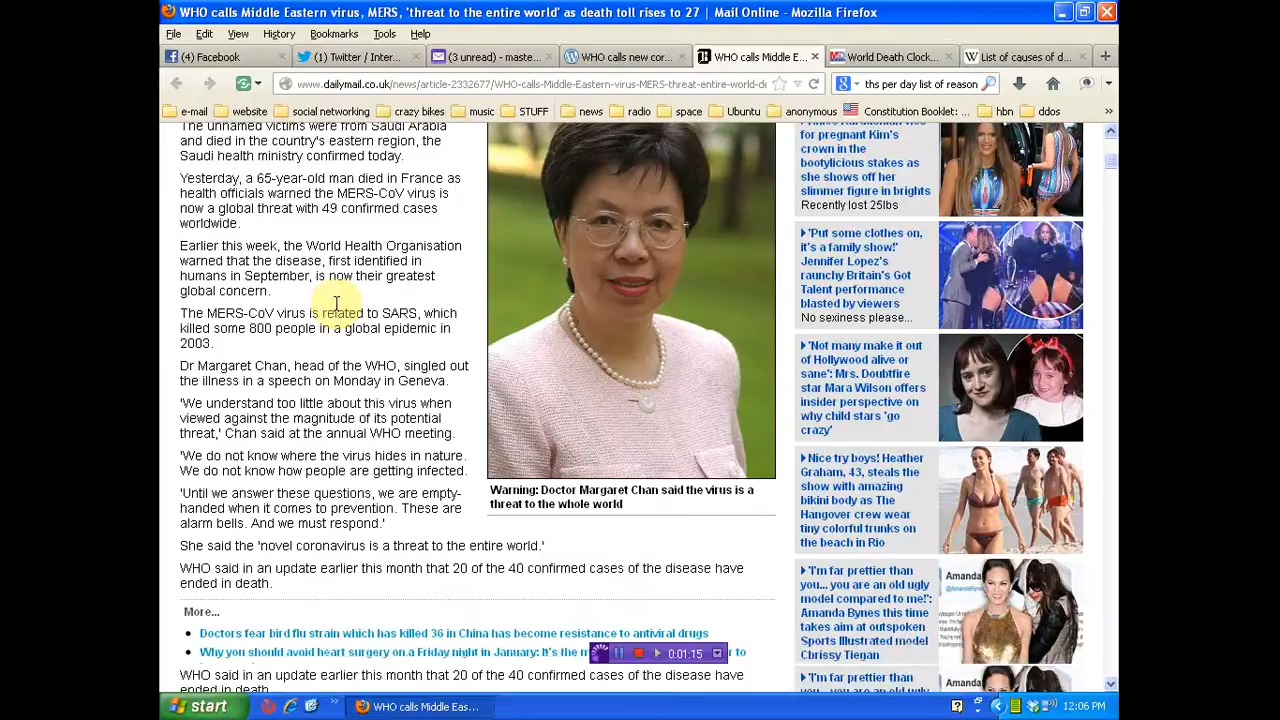 WHO calls Middle Eastern virus, MERS, 'threat to the entire world' as death toll rises to 27 | Mail Online - Mozilla Firefox
File Edit View History Bookmarks Tools Help
(4) Facebook
(1) Twitter / Inter...
(3 unread) - maste...
WHO calls new cor...
WHO calls Middle E...
World Death Clock...
List of causes of d...
www.dailymail.co.uk/news/article-2332677/WHO-calls-Middle-Eastern-virus-MERS-threat-entire-world-de
ths per day list of reason
e-mail website social networking crazy bikes music STUFF news radio space Ubuntu anonymous Constitution Booklet: ... hbn ddos
The unnamed victims were from Saudi Arabia
and died in the country's eastern region, the
Saudi health ministry confirmed today.
Yesterday, a 65-year-old man died in France as
health officials warned the MERS-CoV virus is
now a global threat with 49 confirmed cases
worldwide.
Earlier this week, the World Health Organisation
warned that the disease, first identified in
humans in September, is now their greatest
global concern.
The MERS-CoV virus is related to SARS, which
killed some 800 people in a global epidemic in
2003.
Dr Margaret Chan, head of the WHO, singled out
the illness in a speech on Monday in Geneva.
'We understand too little about this virus when
viewed against the magnitude of its potential
threat,' Chan said at the annual WHO meeting.
'We do not know where the virus hides in nature.
We do not know how people are getting infected.
'Until we answer these questions, we are empty-
handed when it comes to prevention. These are
alarm bells. And we must respond.'
Warning: Doctor Margaret Chan said the virus is a
threat to the whole world
She said the 'novel coronavirus is a threat to the entire world.'
WHO said in an update earlier this month that 20 of the 40 confirmed cases of the disease have
ended in death.
More...
Doctors fear bird flu strain which has killed 36 in China has become resistance to antiviral drugs
Why you should avoid heart surgery on a Friday night in January: It's the m
r to
WHO said in an update earlier this month that 20 of the 40 confirmed cases of the disease have
ended in death.
for pregnant Kim's
crown in the
bootylicious stakes as
she shows off her
slimmer figure in brights
Recently lost 25lbs
'Put some clothes on,
it's a family show!'
Jennifer Lopez's
raunchy Britain's Got
Talent performance
blasted by viewers
No sexiness please...
'Not many make it out
of Hollywood alive or
sane': Mrs. Doubtfire
star Mara Wilson offers
insider perspective on
why child stars 'go
crazy'
Nice try boys! Heather
Graham, 43, steals the
show with amazing
bikini body as The
Hangover crew wear
tiny colorful trunks on
the beach in Rio
'I'm far prettier than
you... you are an old ugly
model compared to me!':
Amanda Bynes this time
takes aim at outspoken
Sports Illustrated model
Chrissy Tiegan
Amanda
'I'm far prettier than
you... you are an old ugly
Amanda
0:01:15
start
WHO calls Middle Eas...
12:06 PM